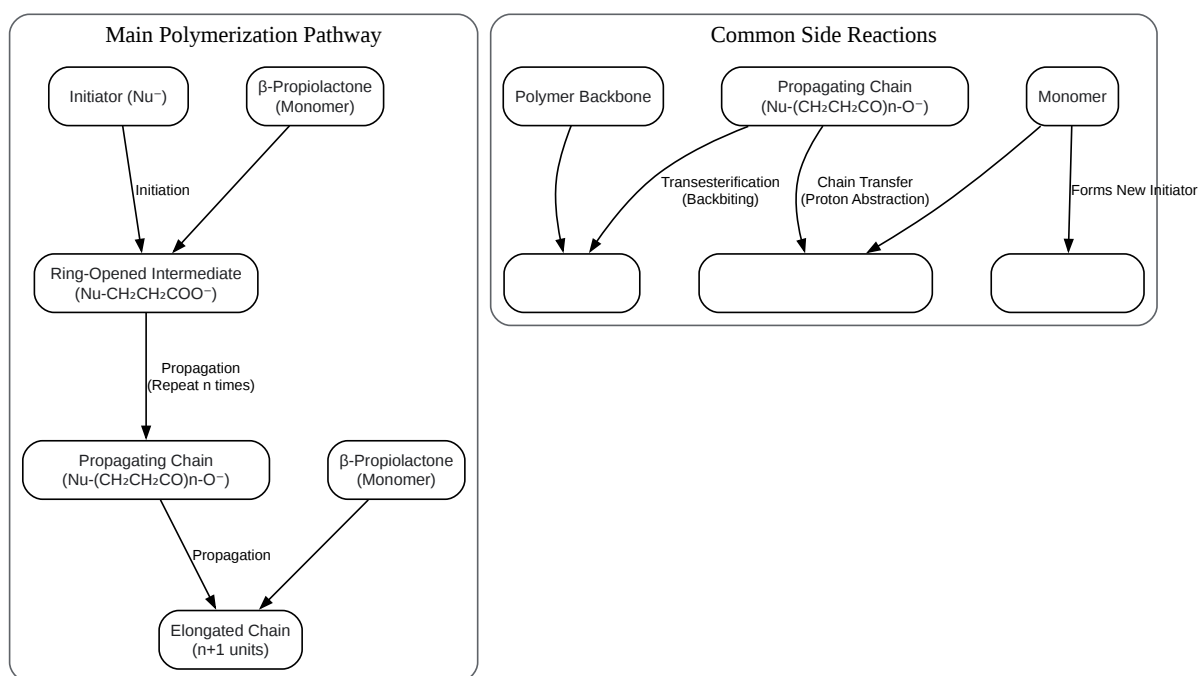 Main Polymerization Pathway
Initiator (Nu⁻)
β-Propiolactone
(Monomer)
Initiation
Ring-Opened Intermediate
(Nu-CH₂CH₂COO⁻)
Propagation
(Repeat n times)
Propagating Chain
(Nu-(CH₂CH₂CO)n-O⁻)
β-Propiolactone
(Monomer)
Propagation
Elongated Chain
(n+1 units)
Common Side Reactions
Polymer Backbone
Propagating Chain
(Nu-(CH₂CH₂CO)n-O⁻)
Monomer
Transesterification
(Backbiting)
Chain Transfer
(Proton Abstraction)
Forms New Initiator